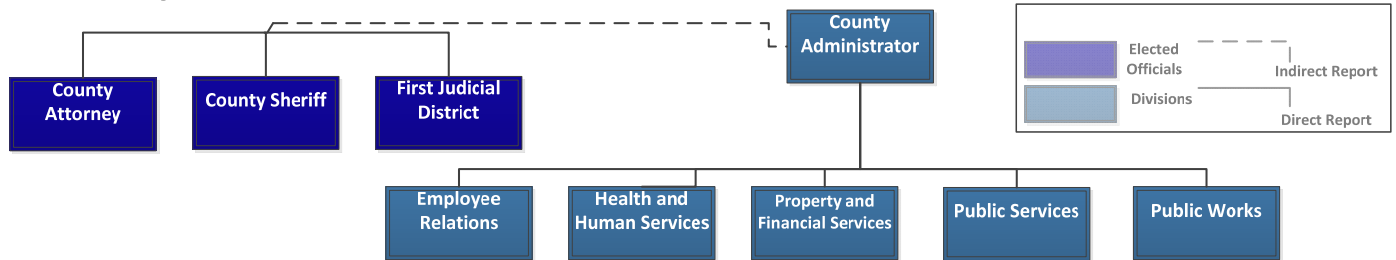 County
Administrator
County
Attorney
County Sheriff
First Judicial
District
Elected
Officials
Indirect Report
Divisions
Direct Report
Employee
Relations
Health and
Human Services
Property and
Financial Services
Public Services
Public Works